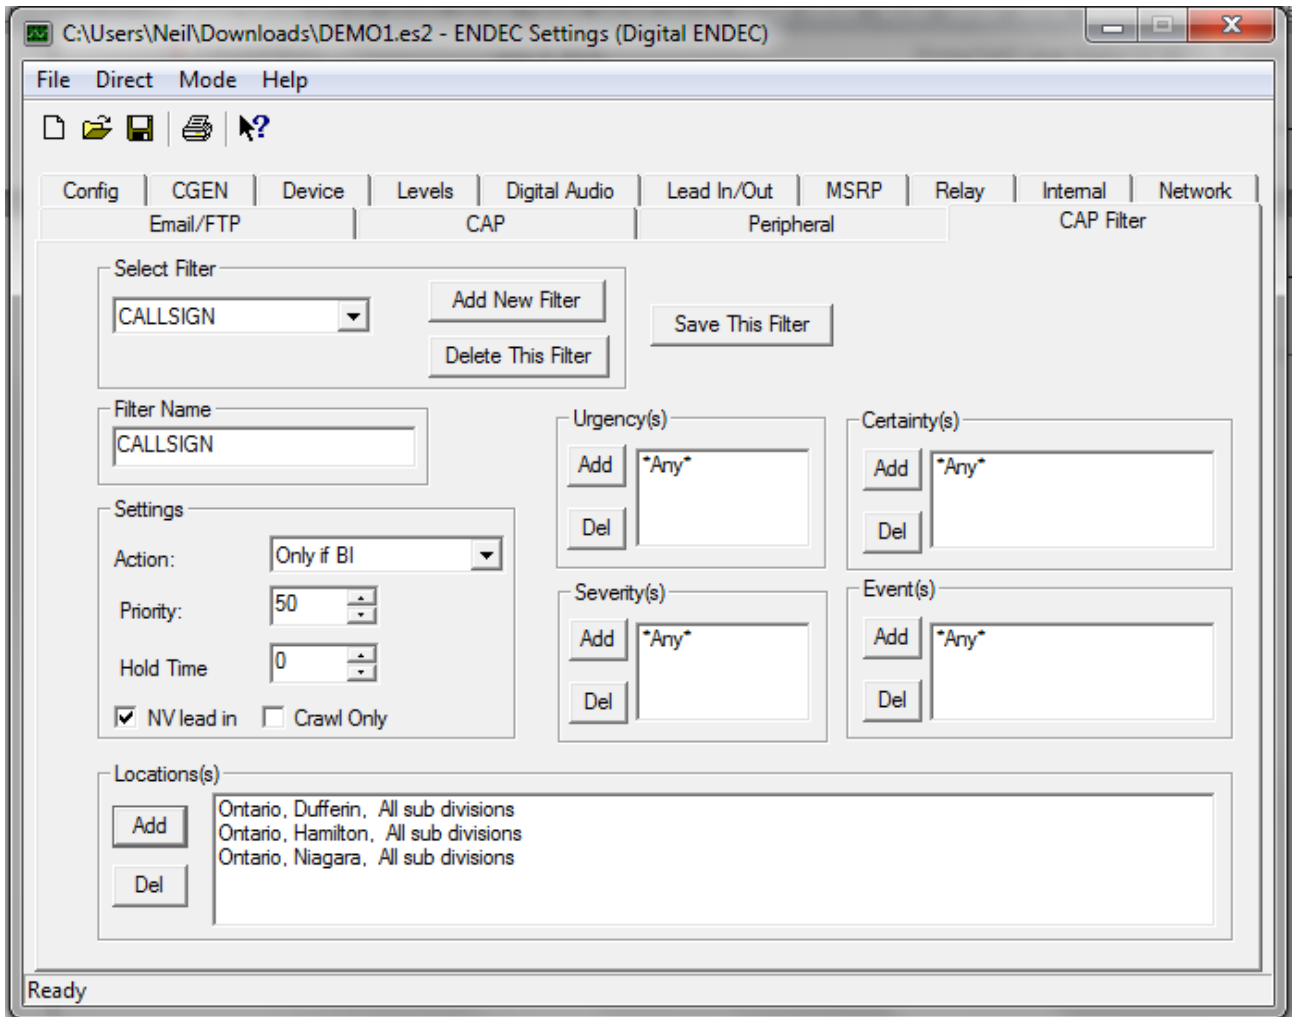 C:\Users\Neil\Downloads\DEMO1.es2 - ENDEC Settings (Digital ENDEC)
File Direct Mode Help
Config CGEN Device Levels Digital Audio Lead In/Out MSRP Relay Internal Network
Email/FTP CAP Peripheral CAP Filter
Select Filter
CALLSIGN
Add New Filter
Delete This Filter
Save This Filter
Filter Name
CALLSIGN
Settings
Action: Only if BI
Priority: 50
Hold Time 0
NV lead in Crawl Only
Urgency(s)
Add *Any*
Del
Certainty(s)
Add *Any*
Del
Severity(s)
Add *Any*
Del
Event(s)
Add *Any*
Del
Locations(s)
Add
Del
Ontario, Dufferin, All sub divisions
Ontario, Hamilton, All sub divisions
Ontario, Niagara, All sub divisions
Ready